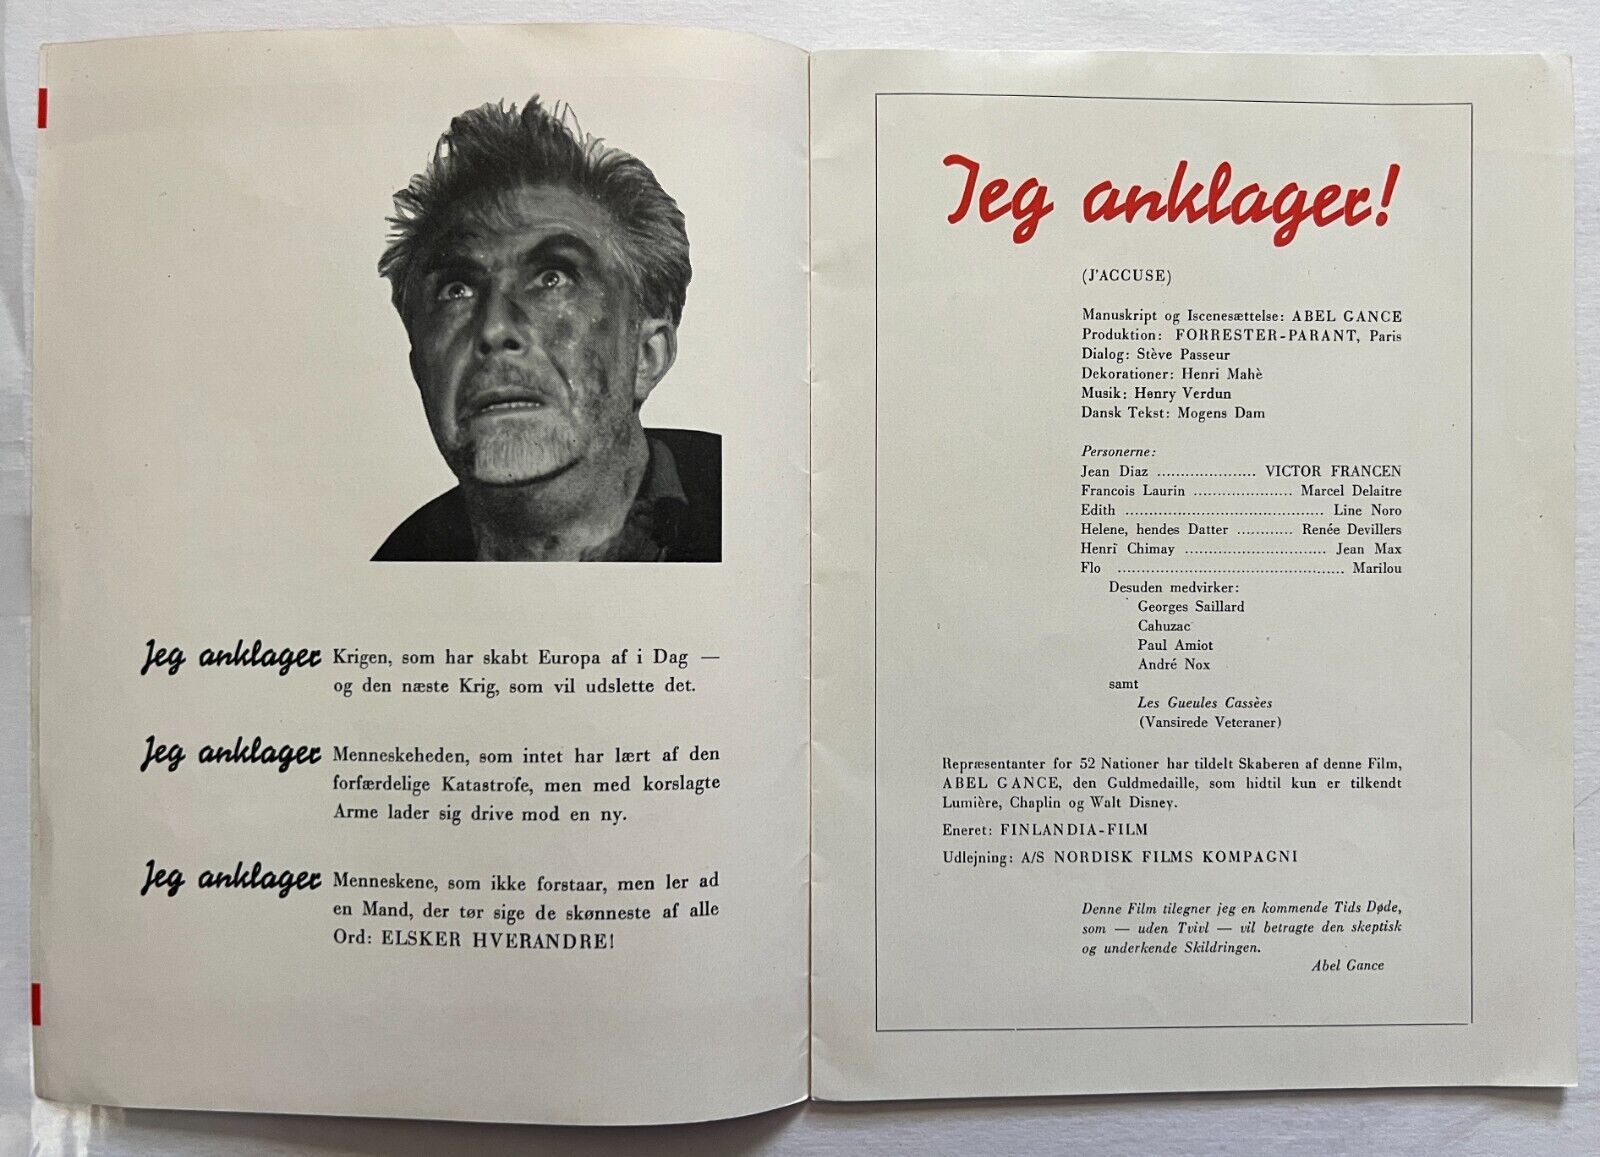 Jeg anklager Krigen, som har skabt Europa af i Dag —
og den næste Krig, som vil udslette det.
Jeg anklager Menneskeheden, som intet har lært af den
forfærdelige Katastrofe, men med korslagte
Arme lader sig drive mod en ny.
Jeg anklager Menneskene, som ikke forstaar, men ler ad
en Mand, der tør sige de skønneste af alle
Ord: ELSKER HVERANDRE!
Jeg anklager!
(J'ACCUSE)
Manuskript og Iscenesættelse: ABEL GANCE
Produktion: FORRESTER-PARANT, Paris
Dialog: Stève Passeur
Dekorationer: Henri Mahè
Musik: Henry Verdun
Dansk Tekst: Mogens Dam
Personerne:
Jean Diaz ..................... VICTOR FRANCEN
Francois Laurin ..................... Marcel Delaitre
Edith .......................................... Line Noro
Helene, hendes Datter ............ Renée Devillers
Henri Chimay .............................. Jean Max
Flo ................................................ Marilou
Desuden medvirker:
Georges Saillard
Cahuzac
Paul Amiot
André Nox
samt
Les Gueules Cassèes
(Vansirede Veteraner)
Repræsentanter for 52 Nationer har tildelt Skaberen af denne Film,
ABEL GANCE, den Guldmedaille, som hidtil kun er tilkendt
Lumière, Chaplin og Walt Disney.
Eneret: FINLANDIA-FILM
Udlejning: A/S NORDISK FILMS KOMPAGNI
Denne Film tilegner jeg en kommende Tids Døde,
som — uden Tvivl — vil betragte den skeptisk
og underkende Skildringen.
Abel Gance